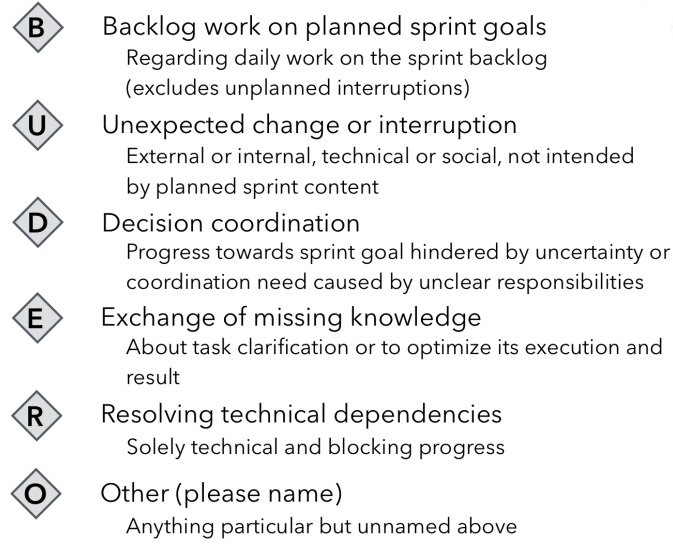 B Backlog work on planned sprint goals
Regarding daily work on the sprint backlog
(excludes unplanned interruptions)
U Unexpected change or interruption
External or internal, technical or social, not intended
by planned sprint content
D Decision coordination
Progress towards sprint goal hindered by uncertainty or
coordination need caused by unclear responsibilities
E Exchange of missing knowledge
About task clarification or to optimize its execution and
result
R Resolving technical dependencies
Solely technical and blocking progress
O Other (please name)
Anything particular but unnamed above